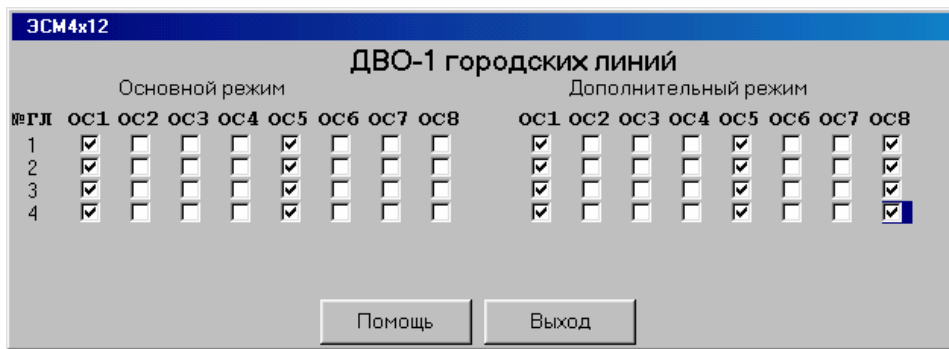 ЭСМ4x12
ДВО-1 городских линий
Основной режим Дополнительный режим
№ГЛ ОС1 ОС2 ОС3 ОС4 ОС5 ОС6 ОС7 ОС8 ОС1 ОС2 ОС3 ОС4 ОС5 ОС6 ОС7 ОС8
1
2
3
4
Помощь Выход